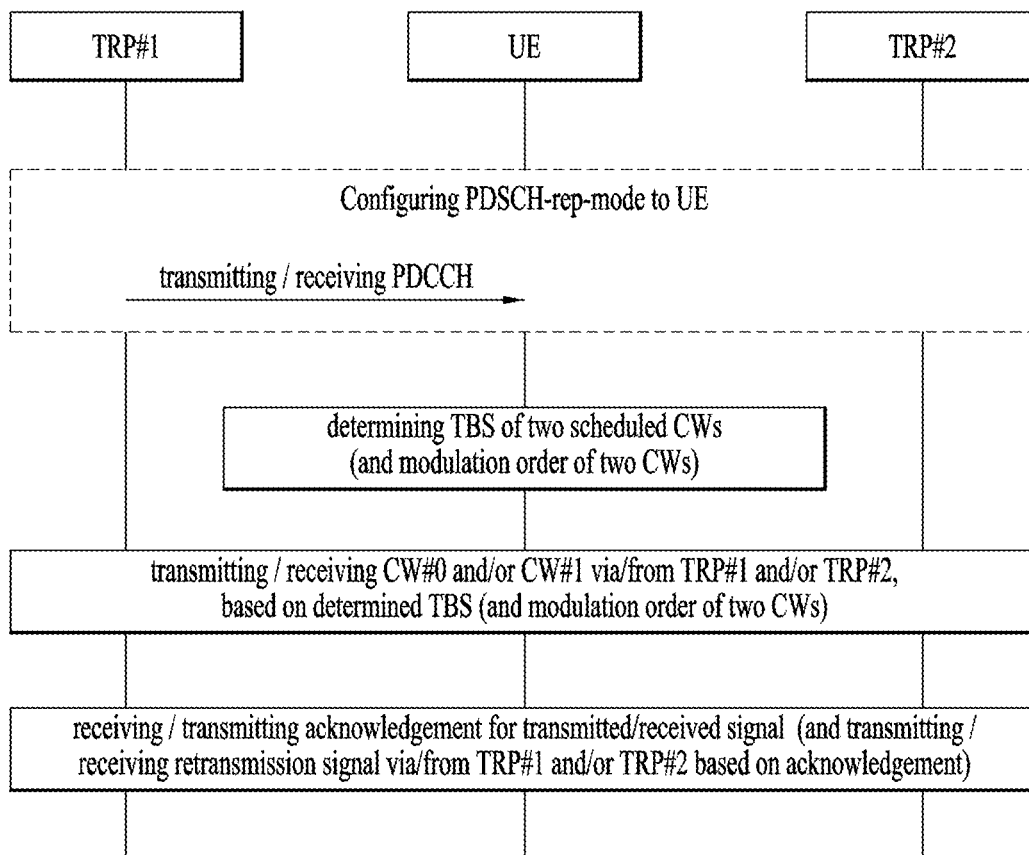 TRP#1 UE TRP#2
Configuring PDSCH-rep-mode to UE
transmitting / receiving PDCCH
determining TBS of two scheduled CWs
(and modulation order of two CWs)
transmitting / receiving CW#0 and/or CW#1 via/from TRP#1 and/or TRP#2,
based on determined TBS (and modulation order of two CWs)
receiving / transmitting acknowledgement for transmitted/received signal (and transmitting /
receiving retransmission signal via/from TRP#1 and/or TRP#2 based on acknowledgement)